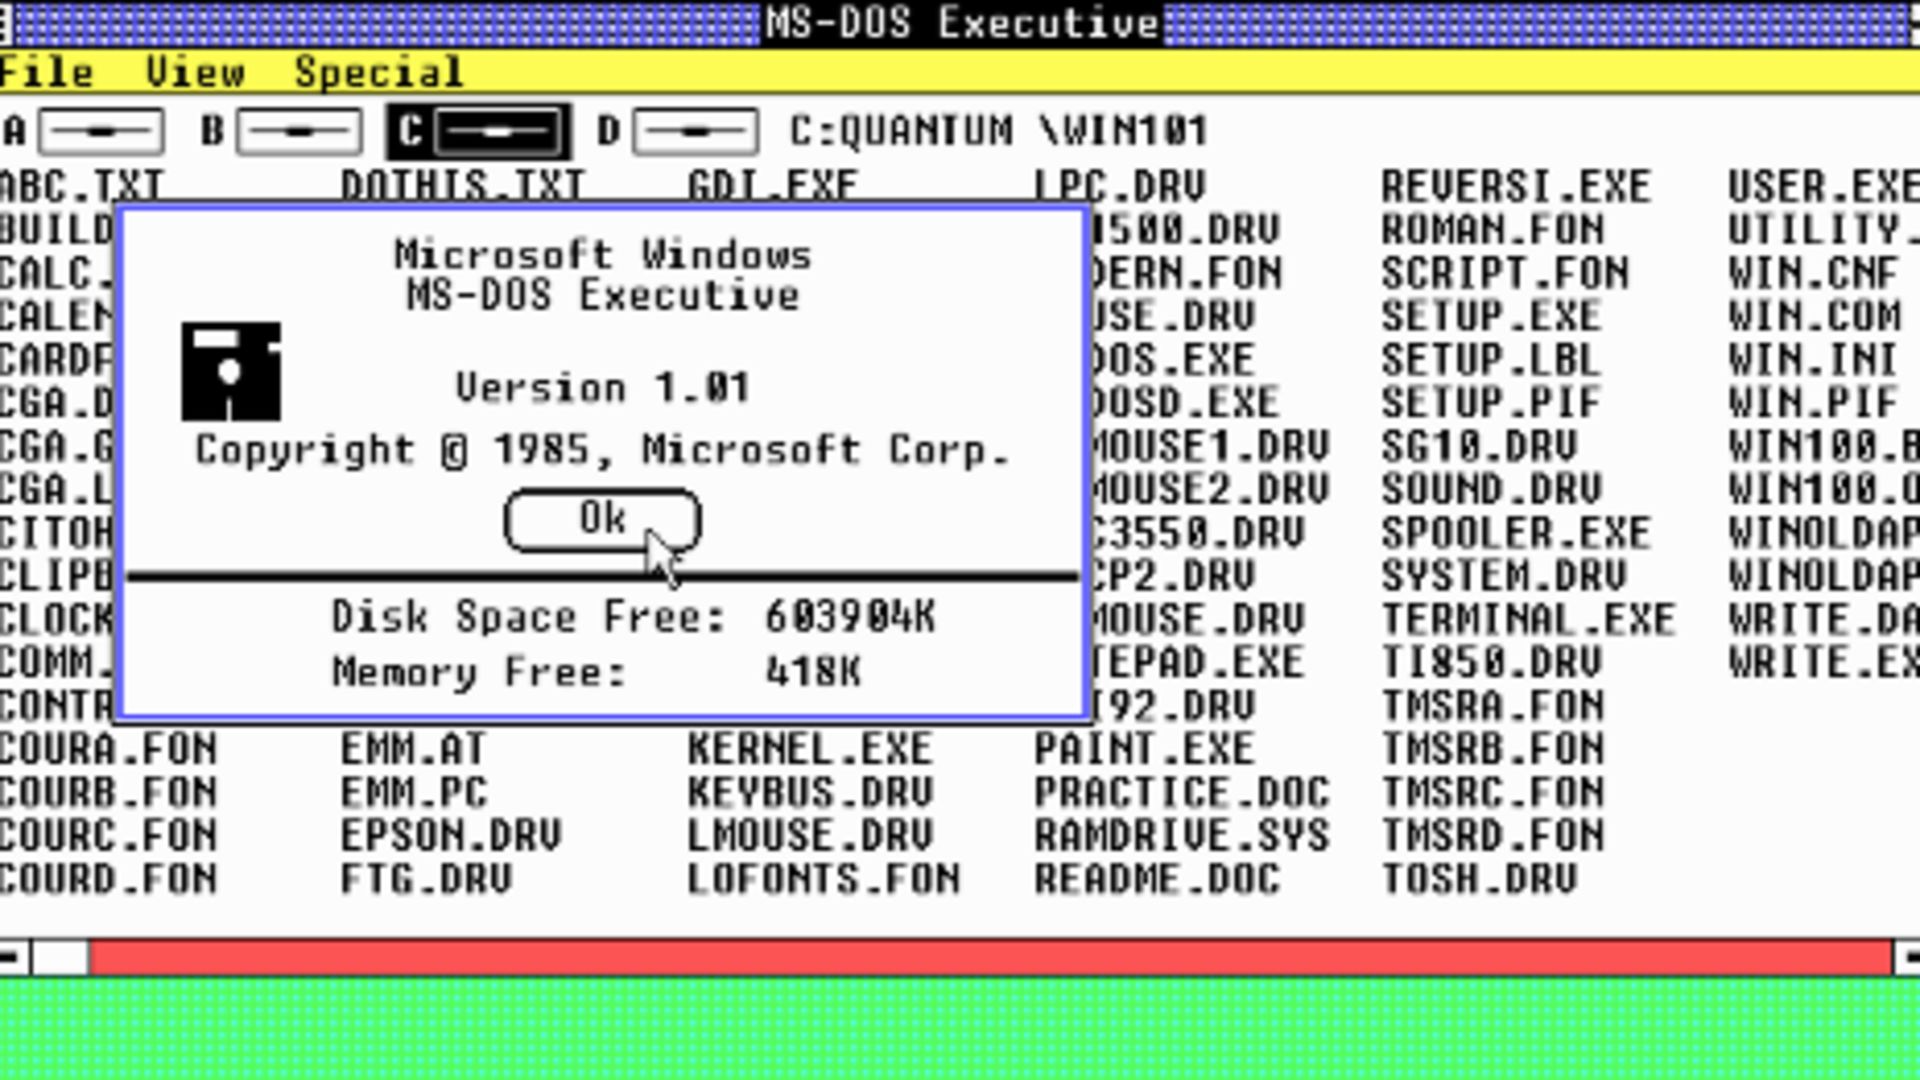 MS-DOS Executive
File View Special
A B C D C:QUANTUM \WIN101
ABC.TXT DOTHIS.TXT GDI.EXE LPC.DRV REVERSI.EXE USER.EXE
BUILD 1500.DRV ROMAN.FON UTILITY.
CALC. DERN.FON SCRIPT.FON WIN.CNF
CALEN USE.DRV SETUP.EXE WIN.COM
CARDF DOS.EXE SETUP.LBL WIN.INI
CGA.D DOSD.EXE SETUP.PIF WIN.PIF
CGA.G MOUSE1.DRV SG10.DRV WIN100.B
CGA.L MOUSE2.DRV SOUND.DRV WIN100.O
CITOH C3550.DRV SPOOLER.EXE WINOLDAP
CLIPB CP2.DRV SYSTEM.DRV WINOLDAP
CLOCK MOUSE.DRV TERMINAL.EXE WRITE.DA
COMM. TEPAD.EXE TI850.DRV WRITE.EX
CONTR I92.DRV TMSRA.FON
COURA.FON EMM.AT KERNEL.EXE PAINT.EXE TMSRB.FON
COURB.FON EMM.PC KEYBUS.DRV PRACTICE.DOC TMSRC.FON
COURC.FON EPSON.DRV LMOUSE.DRV RAMDRIVE.SYS TMSRD.FON
COURD.FON FTG.DRV LOFONTS.FON README.DOC TOSH.DRV
Microsoft Windows
MS-DOS Executive
Version 1.01
Copyright © 1985, Microsoft Corp.
Ok
Disk Space Free: 603904K
Memory Free: 418K